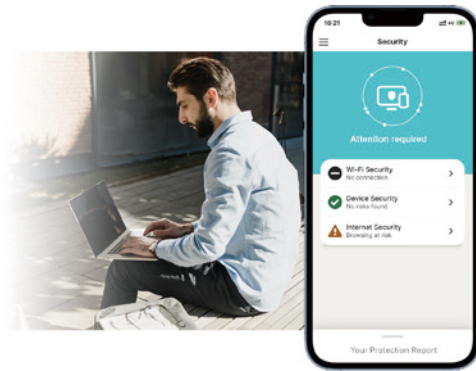 10:21
4G
Security
Attention required
Wi-Fi Security
No connection
Device Security
No risks found
Internet Security
Browsing at risk
Your Protection Report